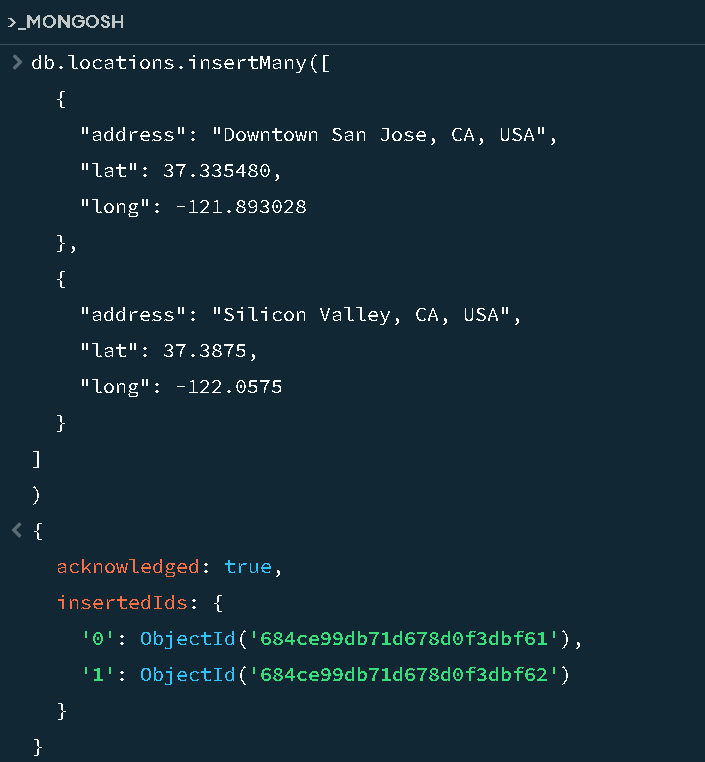 >_MONGOSH
> db.locations.insertMany([
{
"address": "Downtown San Jose, CA, USA",
"lat": 37.335480,
"long": -121.893028
},
{
"address": "Silicon Valley, CA, USA",
"lat": 37.3875,
"long": -122.0575
}
]
)
< {
acknowledged: true,
insertedIds: {
'0': ObjectId('684ce99db71d678d0f3dbf61'),
'1': ObjectId('684ce99db71d678d0f3dbf62')
}
}